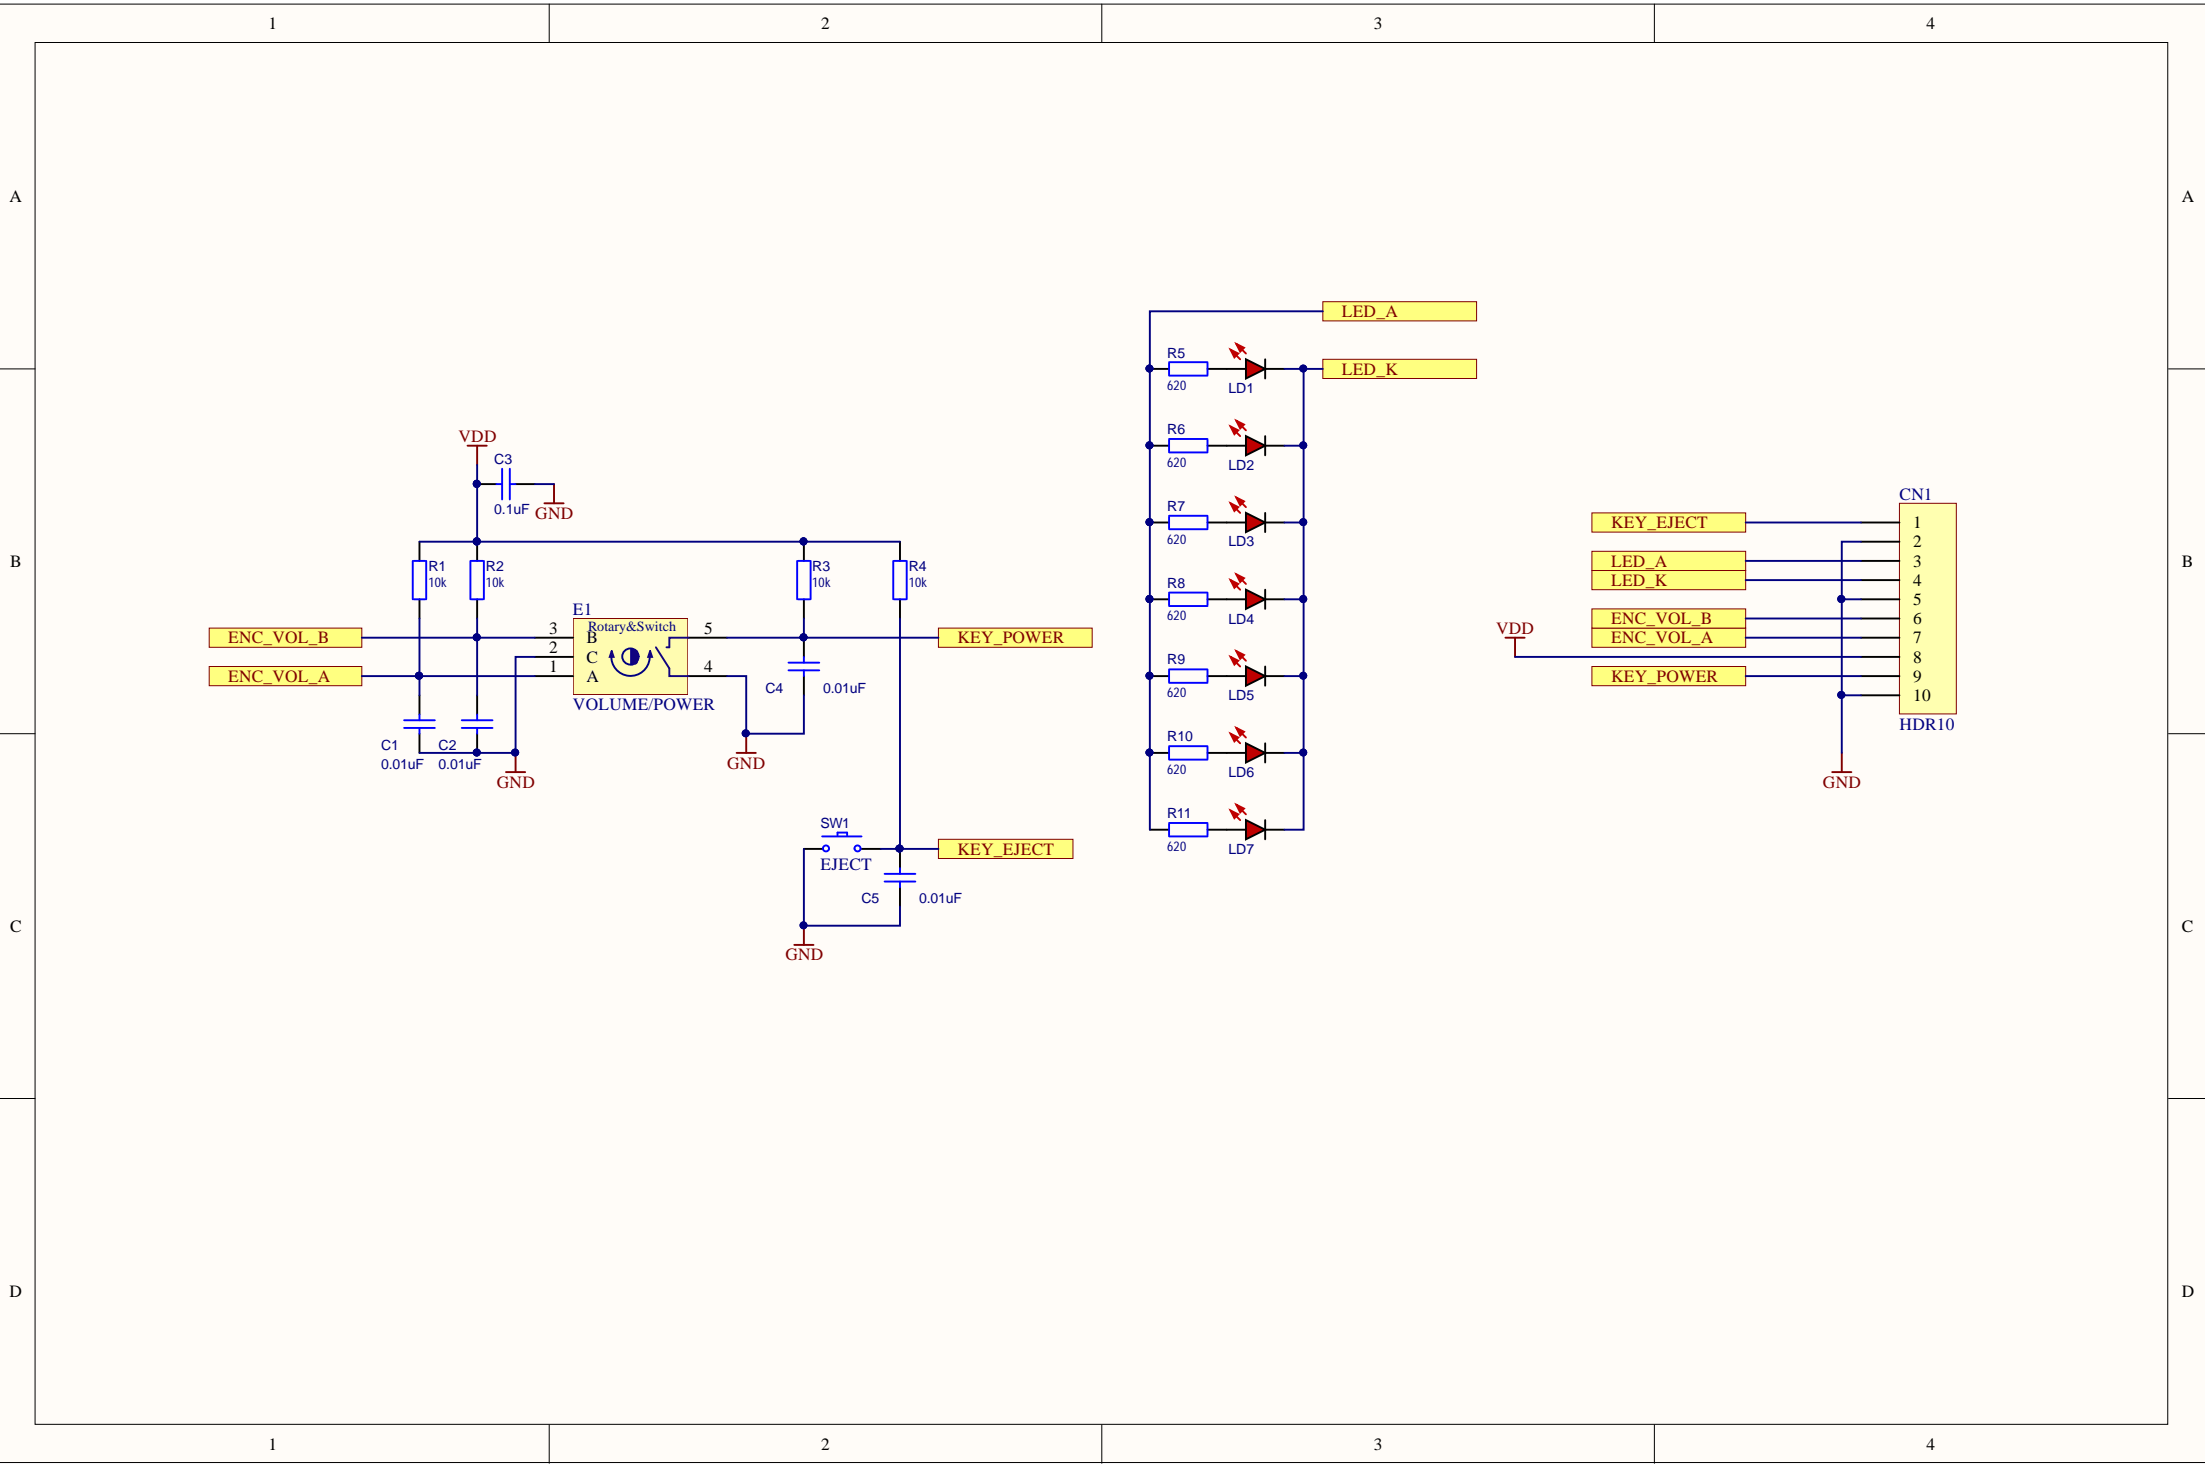 1 2 3 4
A A
LED_A
R5
620
LD1
LED_K
R6
620
LD2
R7
620
LD3
R8
620
LD4
R9
620
LD5
R10
620
LD6
R11
620
LD7
VDD
C3
0.1uF
GND
B B
R1
10k
R2
10k
R3
10k
R4
10k
E1
Rotary&Switch
ENC_VOL_B
3 B
2 C
1 A
5
4
ENC_VOL_A
VOLUME/POWER
KEY_POWER
C4 0.01uF
C1
0.01uF
C2
0.01uF
GND
GND
SW1
EJECT
KEY_EJECT
C5 0.01uF
GND
CN1
KEY_EJECT 1
2
LED_A 3
LED_K 4
5
ENC_VOL_B 6
ENC_VOL_A 7
VDD 8
KEY_POWER 9
10
HDR10
GND
C C
D D
1 2 3 4